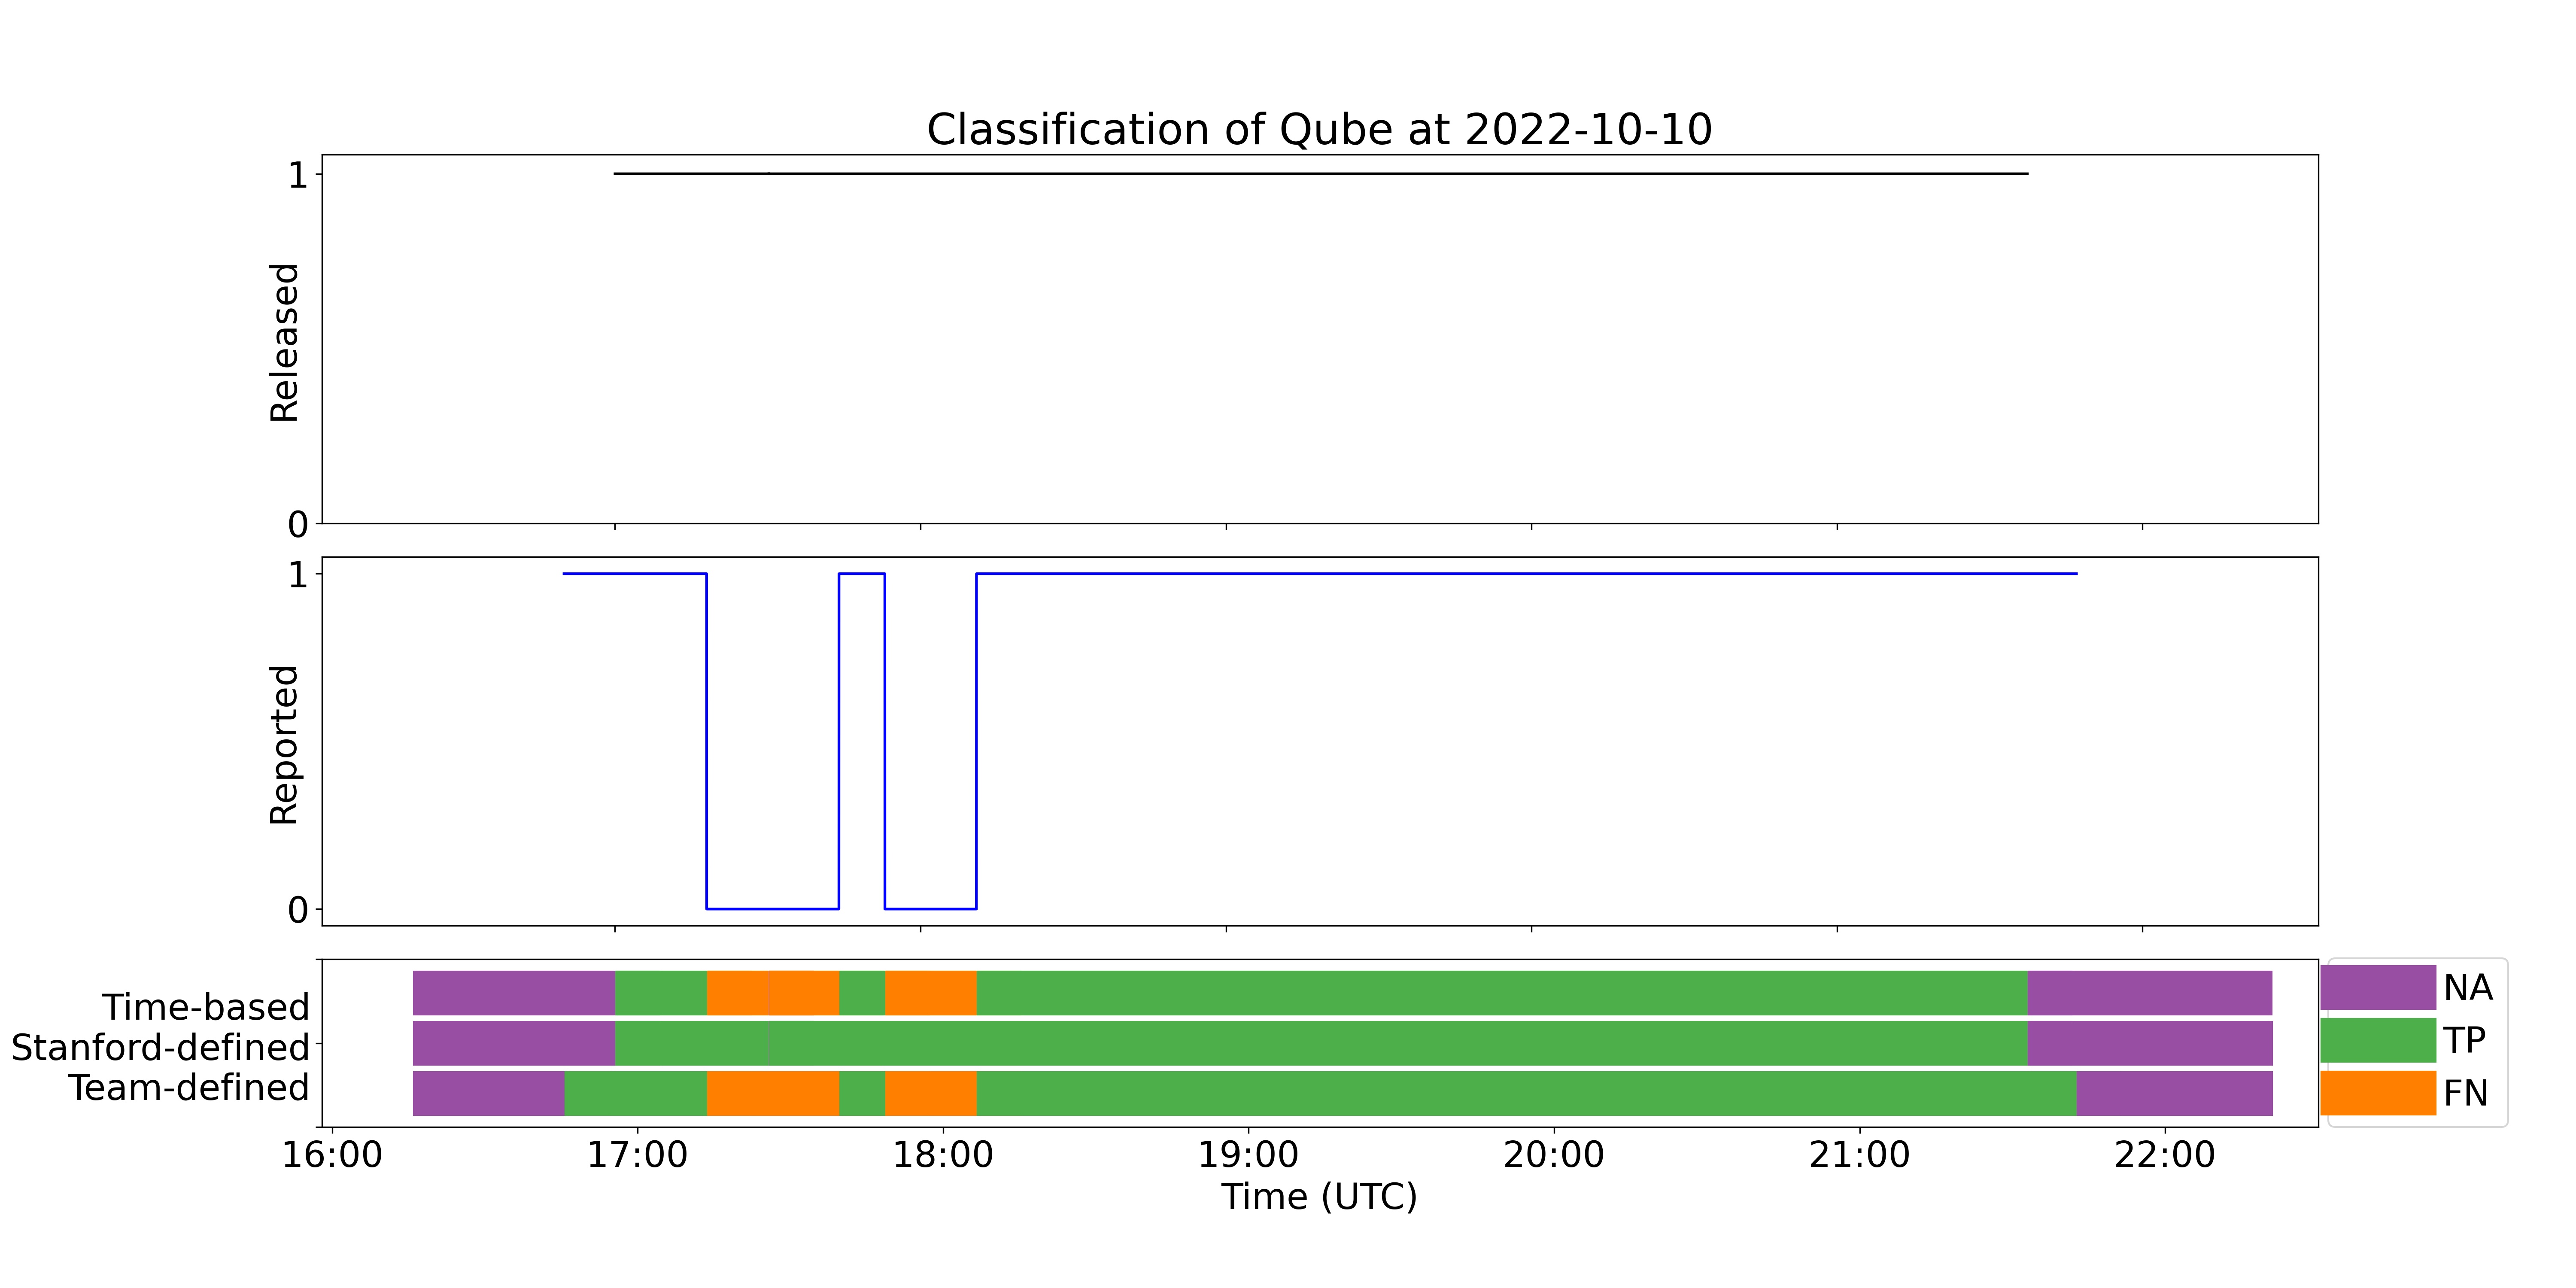 Classification of Qube at 2022-10-10
1
Released
0
1
Reported
0
Time-based
Stanford-defined
Team-defined
NA
TP
FN
16:00 17:00 18:00 19:00 20:00 21:00 22:00
Time (UTC)